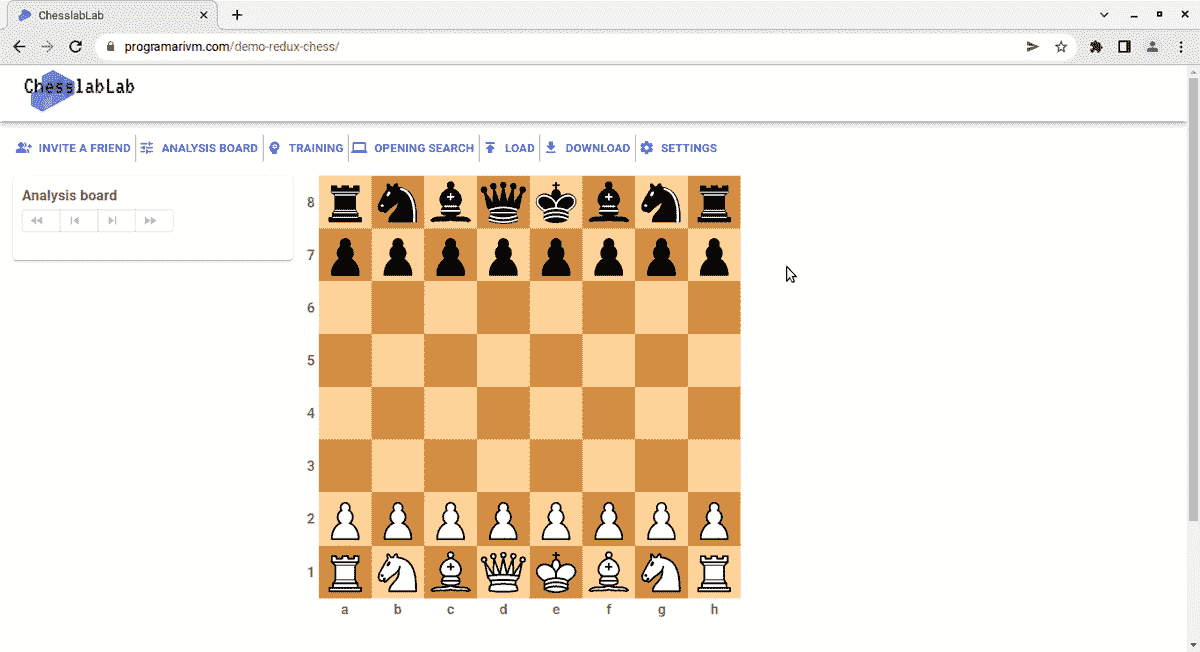 ChesslabLab
programarivm.com/demo-redux-chess/
ChesslabLab
INVITE A FRIEND ANALYSIS BOARD TRAINING OPENING SEARCH LOAD DOWNLOAD SETTINGS
Analysis board
8
7
6
5
4
3
2
1
a b c d e f g h